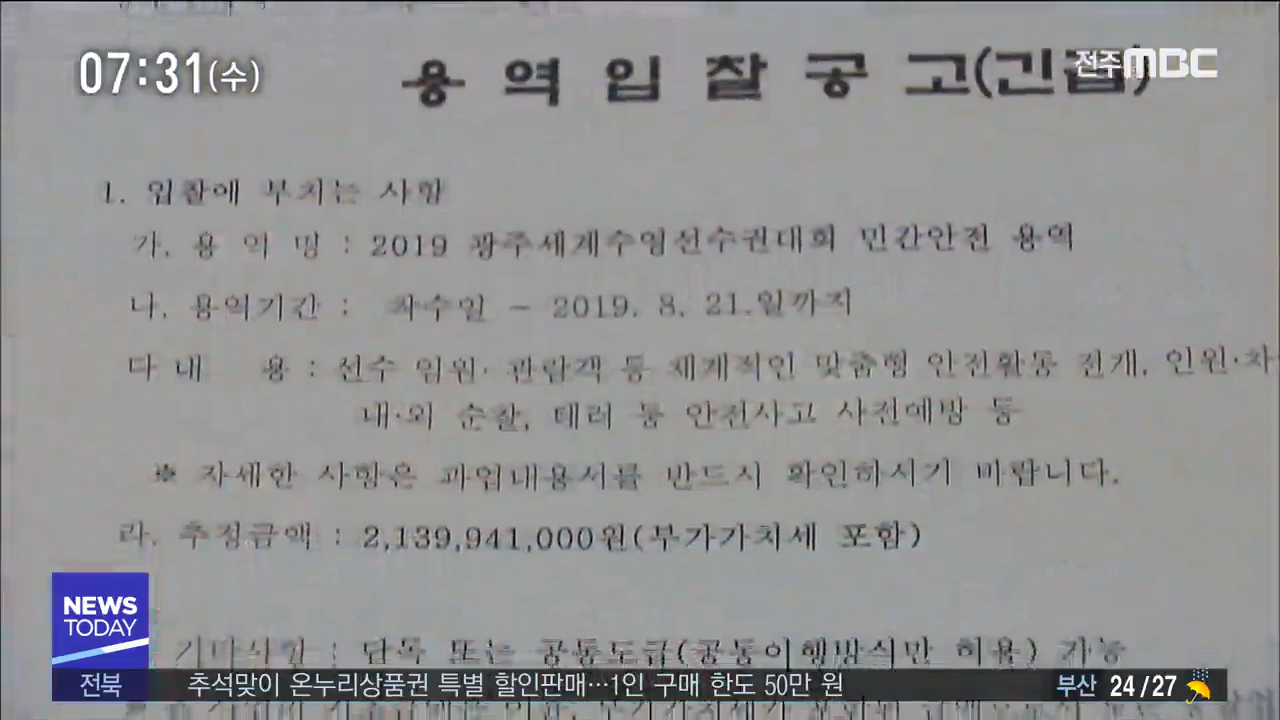 07:31(수)
전주MBC
용 역 입 찰 공 고(긴급)
1. 입찰에 부치는 사항
가. 용 역 명 : 2019 광주세계수영선수권대회 민간안전 용역
나. 용역기간 : 착수일 ~ 2019. 8. 21.일까지
다 내 용 : 선수 임원· 관람객 등 체계적인 맞춤형 안전활동 전개, 인원·차
내·외 순찰, 테러 등 안전사고 사전예방 등
※ 자세한 사항은 과업내용서를 반드시 확인하시기 바랍니다.
라. 추정금액 : 2,139,941,000원(부가가치세 포함)
기타사항 : 단독 또는 공동도급(공동이행방식만 허용) 가능
NEWS
TODAY
전북 추석맞이 온누리상품권 특별 할인판매…1인 구매 한도 50만 원 부산 24/27